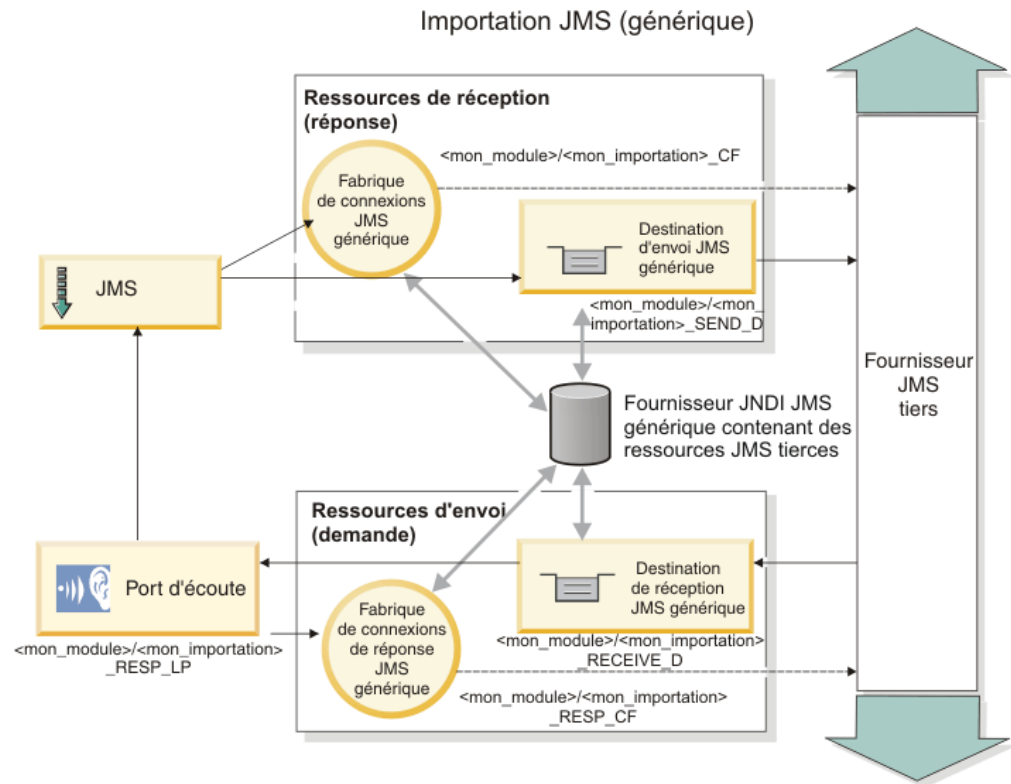 Importation JMS (générique)
Ressources de réception
(réponse)
<mon_module>/<mon_importation>_CF
Fabrique
de connexions
JMS
générique
Destination
d'envoi JMS
générique
<mon_module>/<mon_
importation>_SEND_D
JMS
Fournisseur
JMS
tiers
Fournisseur JNDI JMS
générique contenant des
ressources JMS tierces
Ressources d'envoi
(demande)
Port d'écoute
<mon_module>/<mon_importation>
_RESP_LP
Destination
de réception
JMS générique
<mon_module>/<mon_importation>
_RECEIVE_D
Fabrique
de connexions
de réponse
JMS
générique
<mon_module>/<mon_importation>
_RESP_CF